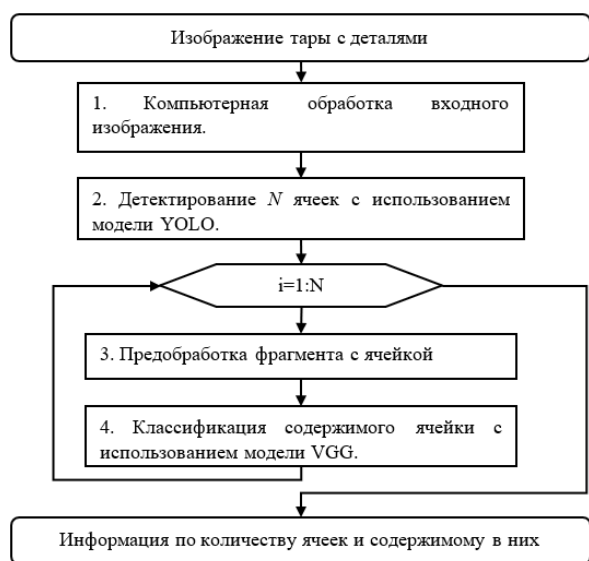 Изображение тары с деталями
1. Компьютерная обработка входного
изображения.
2. Детектирование N ячеек с использованием
модели YOLO.
i=1:N
3. Предобработка фрагмента с ячейкой
4. Классификация содержимого ячейки с
использованием модели VGG.
Информация по количеству ячеек и содержимому в них